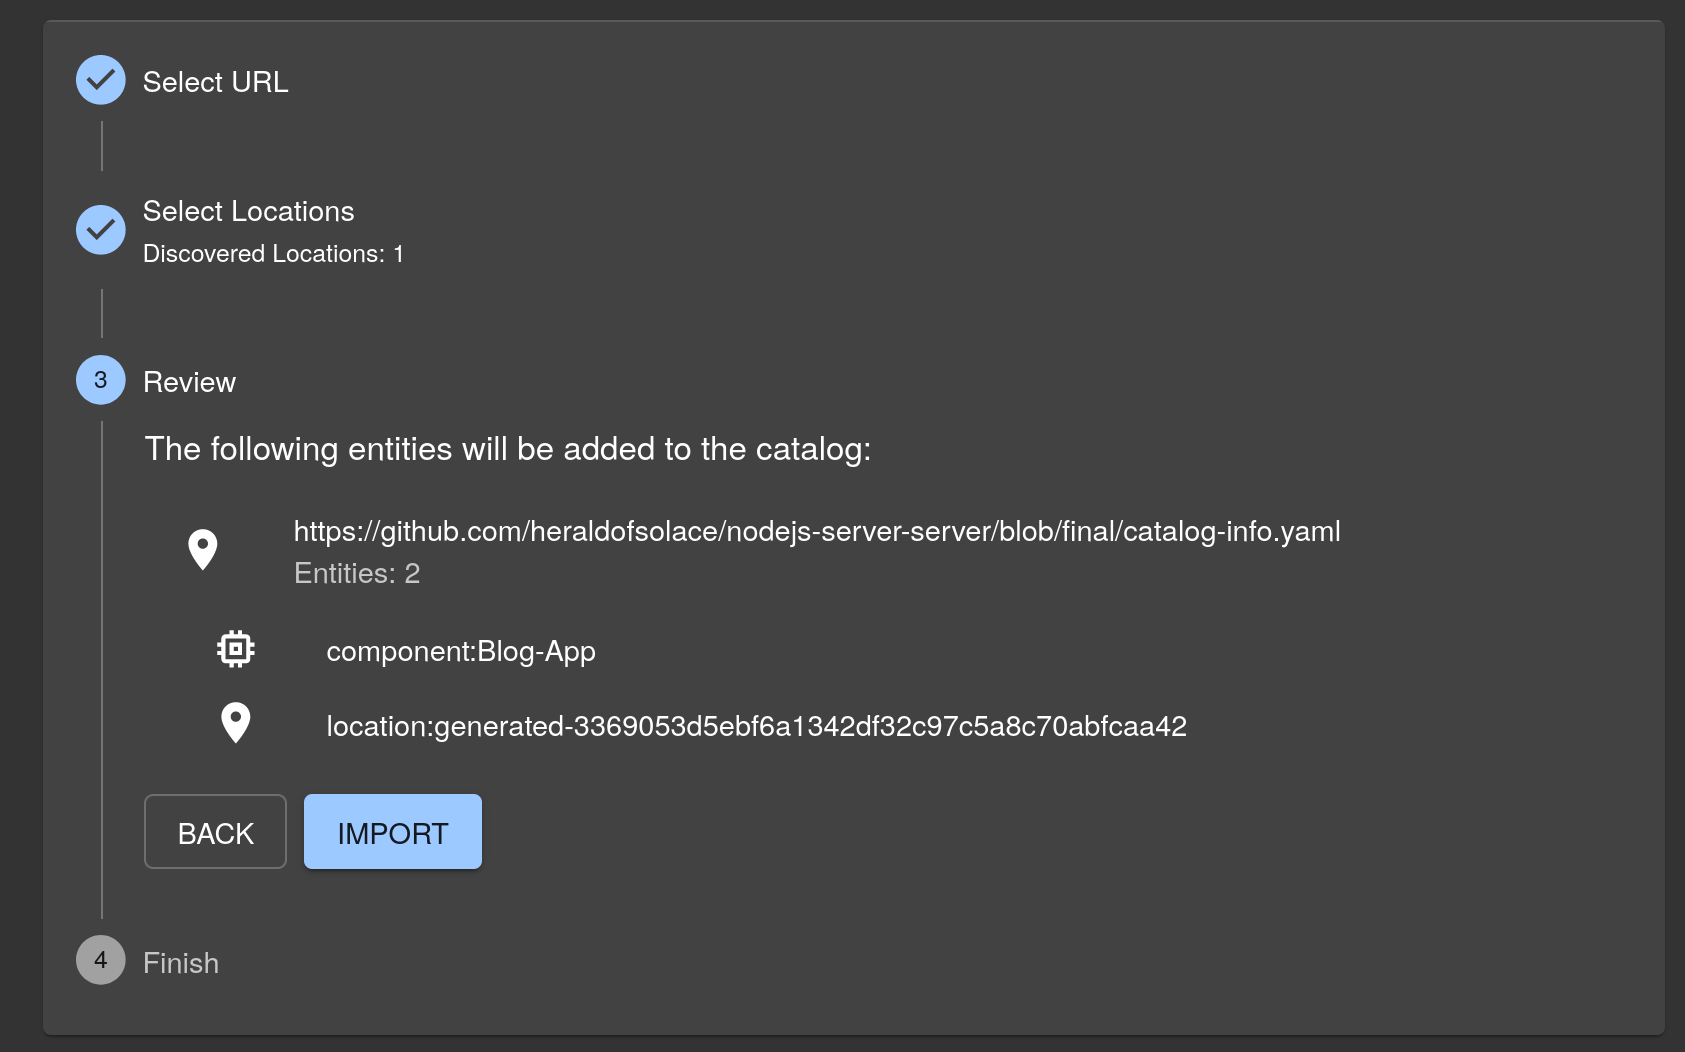 Select URL
Select Locations
Discovered Locations: 1
3 Review
The following entities will be added to the catalog:
https://github.com/heraldofsolace/nodejs-server-server/blob/final/catalog-info.yaml
Entities: 2
component:Blog-App
location:generated-3369053d5ebf6a1342df32c97c5a8c70abfcaa42
BACK IMPORT
4 Finish